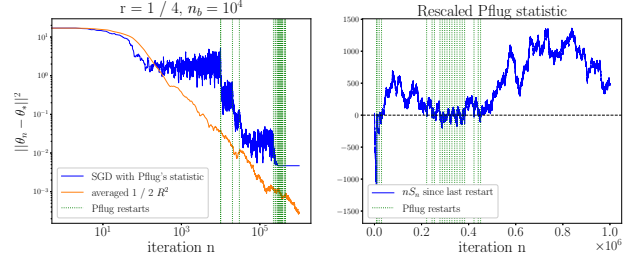 r = 1 / 4, n_b = 10^4
||θ_n − θ_*||^2
10^1
10^0
10^-1
10^-2
10^-3
SGD with Pflug's statistic
averaged 1 / 2 R^2
Pflug restarts
10^1
10^3
10^5
iteration n
Rescaled Pflug statistic
1500
1000
500
0
−500
−1000
−1500
nS_n since last restart
Pflug restarts
0.0
0.2
0.4
0.6
0.8
1.0
×10^6
iteration n